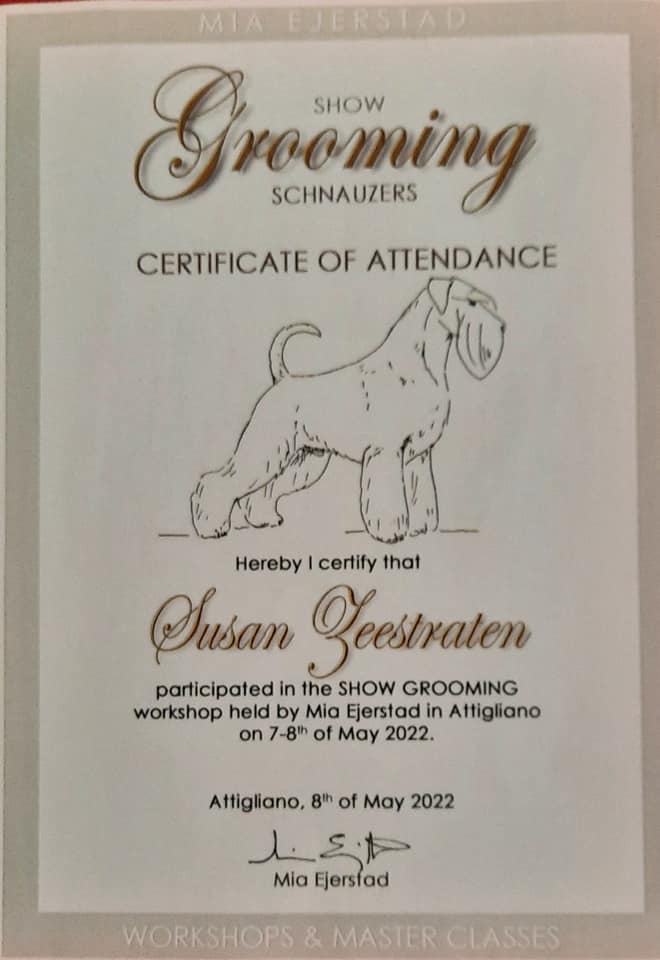 MIA EJERSTAD
SHOW
Grooming
SCHNAUZERS
CERTIFICATE OF ATTENDANCE
Hereby I certify that
Susan Zeestraten
participated in the SHOW GROOMING
workshop held by Mia Ejerstad in Attigliano
on 7-8th of May 2022.
Attigliano, 8th of May 2022
Mia Ejerstad
WORKSHOPS & MASTER CLASSES